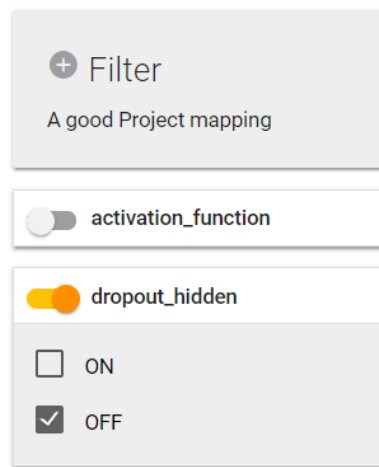 Filter
A good Project mapping
activation_function
dropout_hidden
ON
OFF